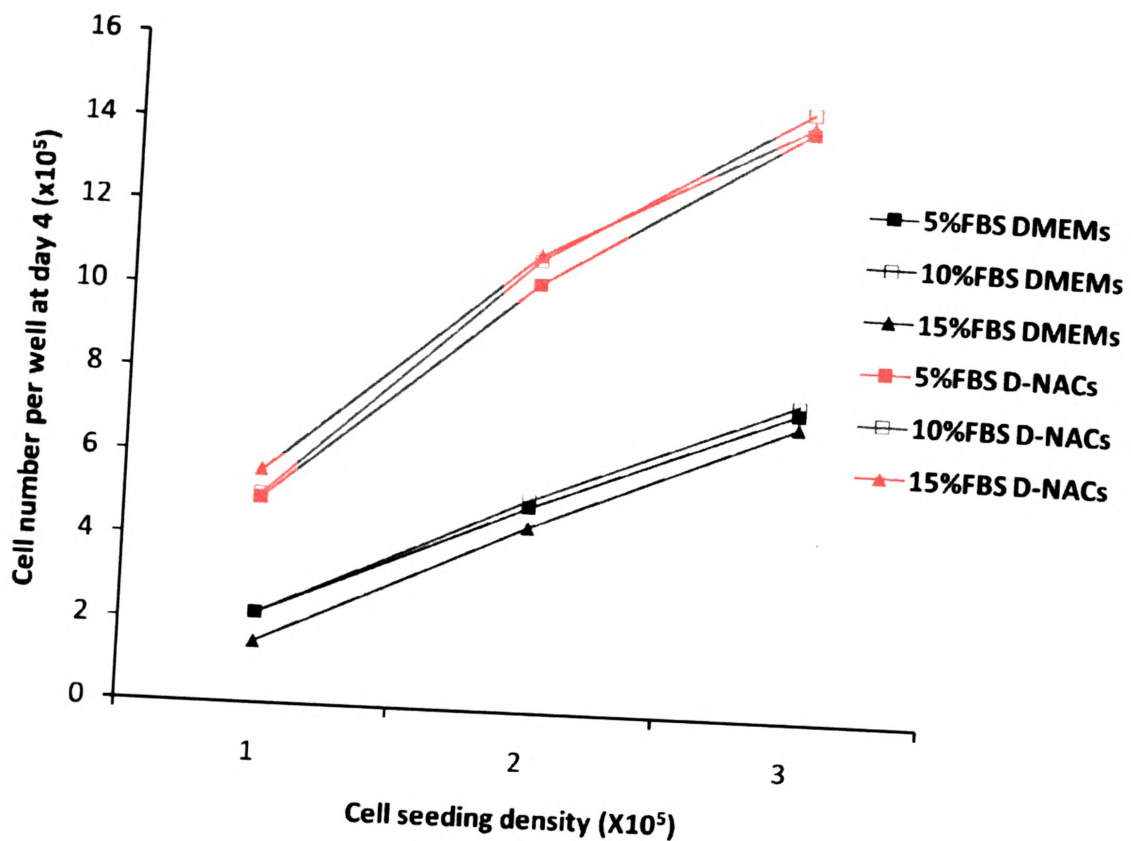 16
14
12
10
8
6
4
2
0
Cell number per well at day 4 (x10⁵)
1
2
3
Cell seeding density (X10⁵)
5%FBS DMEMs
10%FBS DMEMs
15%FBS DMEMs
5%FBS D-NACs
10%FBS D-NACs
15%FBS D-NACs